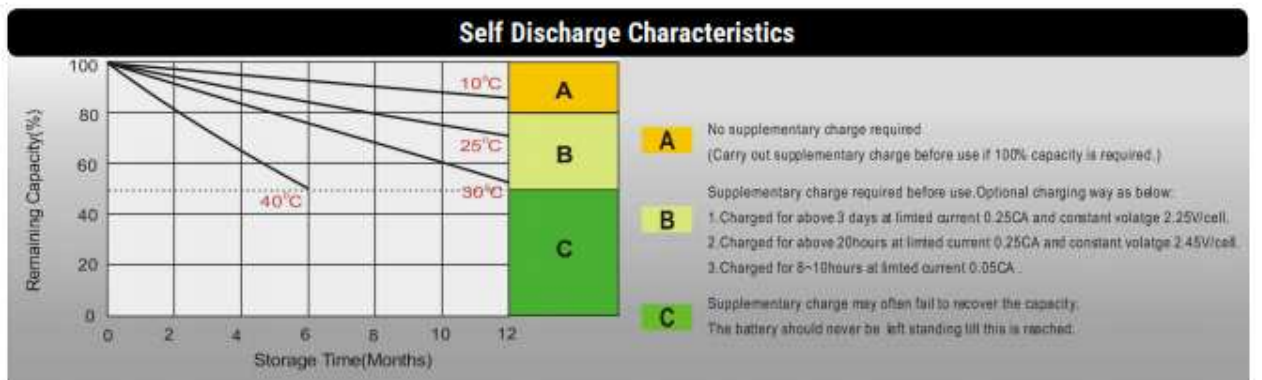 Self Discharge Characteristics
Remaining Capacity(%)
100
80
60
40
20
0
0 2 4 6 8 10 12
Storage Time(Months)
10°C
25°C
30°C
40°C
A
B
C
A
No supplementary charge required
(Carry out supplementary charge before use if 100% capacity is required.)
B
Supplementary charge required before use.Optional charging way as below:
1.Charged for above 3 days at limted current 0.25CA and constant volatge 2.25V/cell.
2.Charged for above 20hours at limted current 0.25CA and constant volatge 2.45V/cell.
3.Charged for 8~10hours at limted current 0.05CA .
C
Supplementary charge may often fail to recover the capacity.
The battery should never be left standing till this is reached.